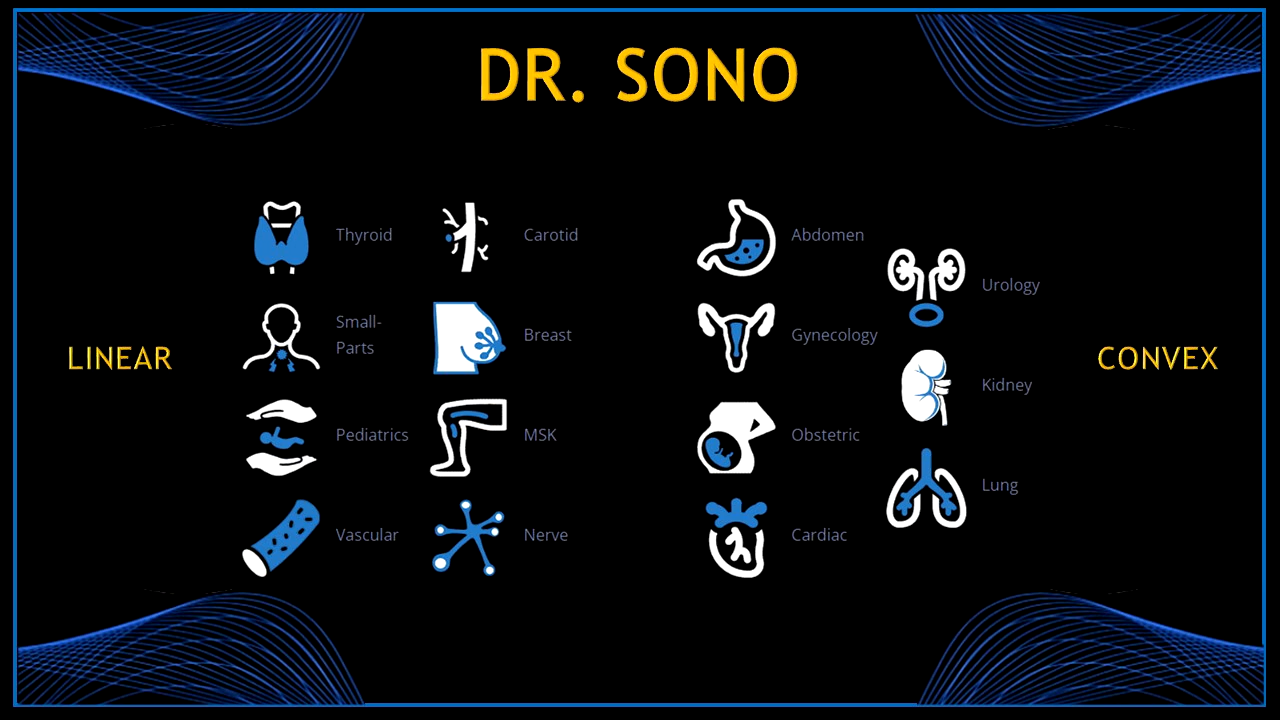 DR. SONO
LINEAR
Thyroid
Small-
Parts
Pediatrics
Vascular
Carotid
Breast
MSK
Nerve
Abdomen
Gynecology
Obstetric
Cardiac
Urology
Kidney
Lung
CONVEX